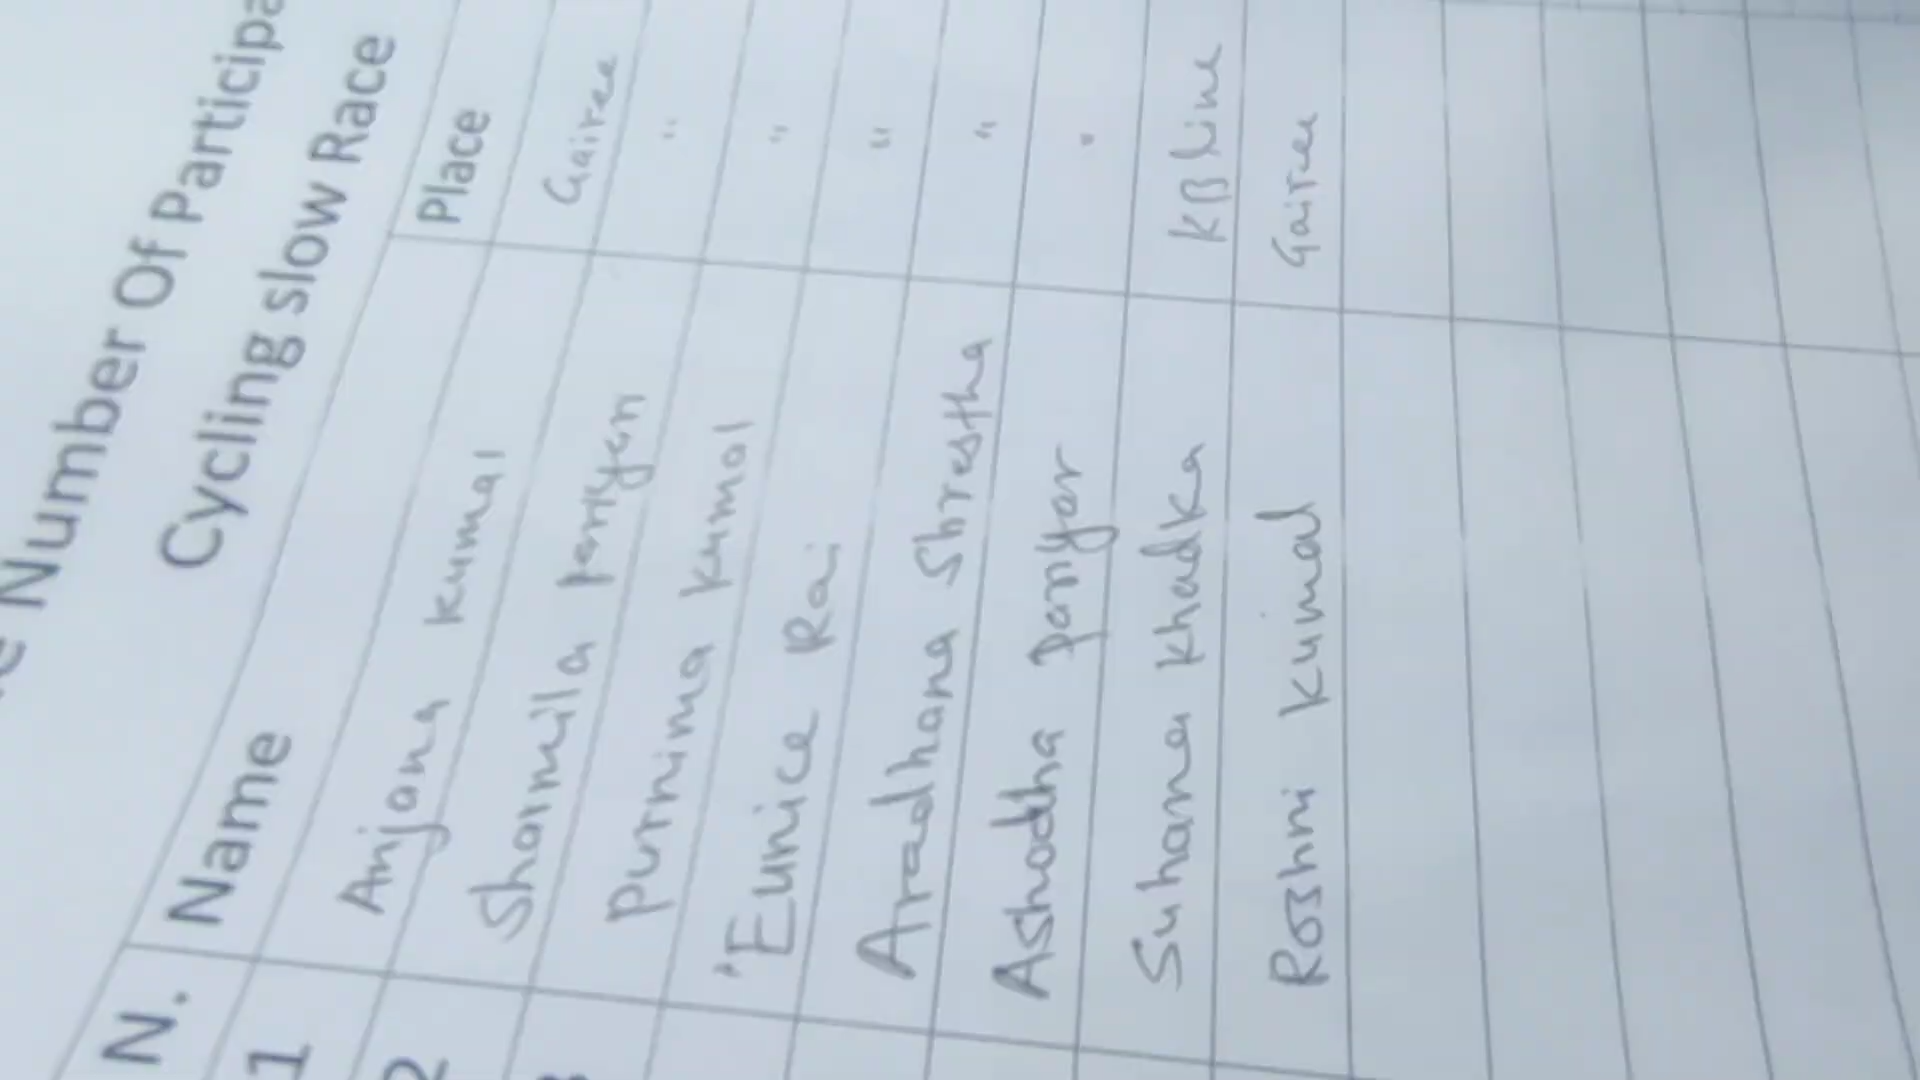 Number Of Participa
Cycling slow Race
N. Name Place
1 Anjana Kumal Gairee
2 Sharmila pariyar "
Purnima Kumal "
Eunice Rai "
Aradhana Shrestha "
Ashodha pariyar "
Suhana Khadka KB line
Roshni Kumal Gairee